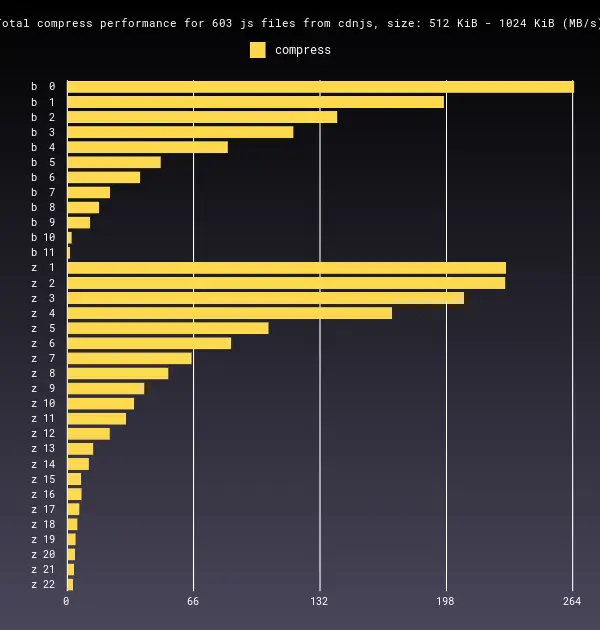 Total compress performance for 603 js files from cdnjs, size: 512 KiB - 1024 KiB (MB/s)
compress
b 0
b 1
b 2
b 3
b 4
b 5
b 6
b 7
b 8
b 9
b 10
b 11
z 1
z 2
z 3
z 4
z 5
z 6
z 7
z 8
z 9
z 10
z 11
z 12
z 13
z 14
z 15
z 16
z 17
z 18
z 19
z 20
z 21
z 22
0 66 132 198 264